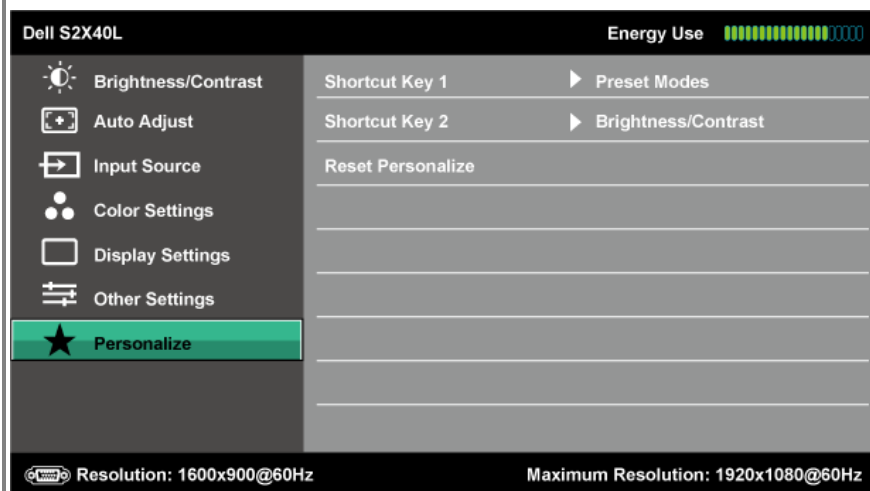 Dell S2X40L Energy Use
Brightness/Contrast Shortcut Key 1 Preset Modes
Auto Adjust Shortcut Key 2 Brightness/Contrast
Input Source Reset Personalize
Color Settings
Display Settings
Other Settings
Personalize
Resolution: 1600x900@60Hz Maximum Resolution: 1920x1080@60Hz